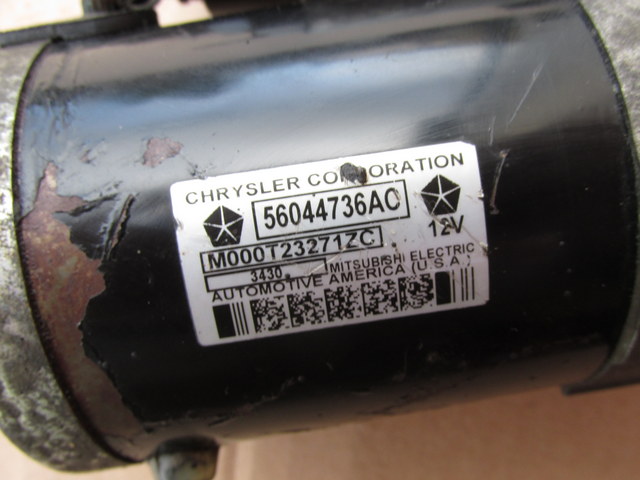 CHRYSLER CORPORATION
56044736AC
12V
M000T23271ZC
3430 MITSUBISHI ELECTRIC
AUTOMOTIVE AMERICA (U.S.A.)